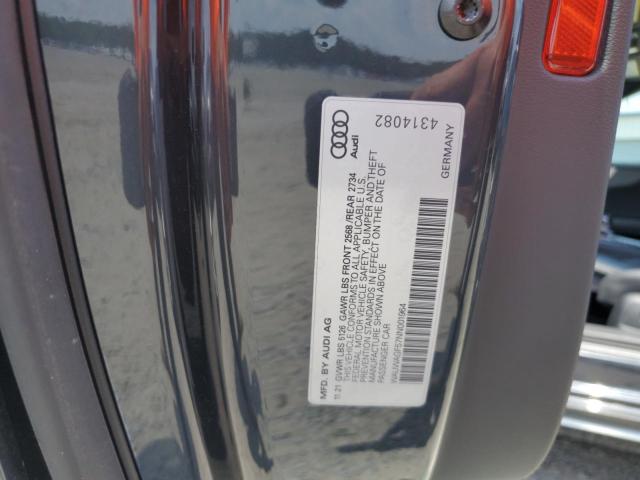 4314082
Audi
GERMANY
MFD. BY AUDI AG
11.21 GVWR LBS 5126 GAWR LBS FRONT 2568 /REAR 2734
THIS VEHICLE CONFORMS TO ALL APPLICABLE U.S.
FEDERAL MOTOR VEHICLE SAFETY, BUMPER AND THEFT
PREVENTION STANDARDS IN EFFECT ON THE DATE OF
MANUFACTURE SHOWN ABOVE
PASSENGER CAR